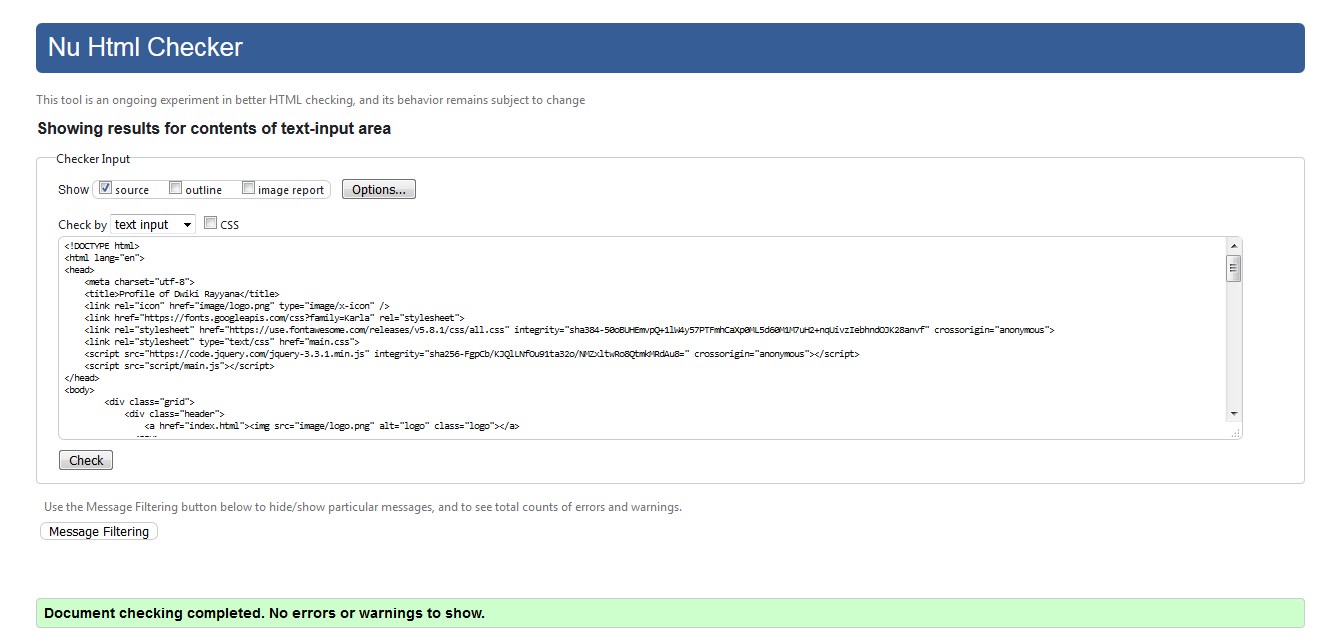 Nu Html Checker
This tool is an ongoing experiment in better HTML checking, and its behavior remains subject to change
Showing results for contents of text-input area
Checker Input
Show source outline image report Options...
Check by text input CSS
<!DOCTYPE html>
<html lang="en">
<head>
<meta charset="utf-8">
<title>Profile of Dwiki Rayyana</title>
<link rel="icon" href="image/logo.png" type="image/x-icon" />
<link href="https://fonts.googleapis.com/css?family=Karla" rel="stylesheet">
<link rel="stylesheet" href="https://use.fontawesome.com/releases/v5.8.1/css/all.css" integrity="sha384-50oBUHEmvpQ+1lW4y57PTFmhCaXp0ML5d60M1M7uH2+nqUivzIebhndOJK28anvf" crossorigin="anonymous">
<link rel="stylesheet" type="text/css" href="main.css">
<script src="https://code.jquery.com/jquery-3.3.1.min.js" integrity="sha256-FgpCb/KJQlLNfOu91ta32o/NMZxltwRo8QtmkMRdAu8=" crossorigin="anonymous"></script>
<script src="script/main.js"></script>
</head>
<body>
<div class="grid">
<div class="header">
<a href="index.html"><img src="image/logo.png" alt="logo" class="logo"></a>
Check
Use the Message Filtering button below to hide/show particular messages, and to see total counts of errors and warnings.
Message Filtering
Document checking completed. No errors or warnings to show.